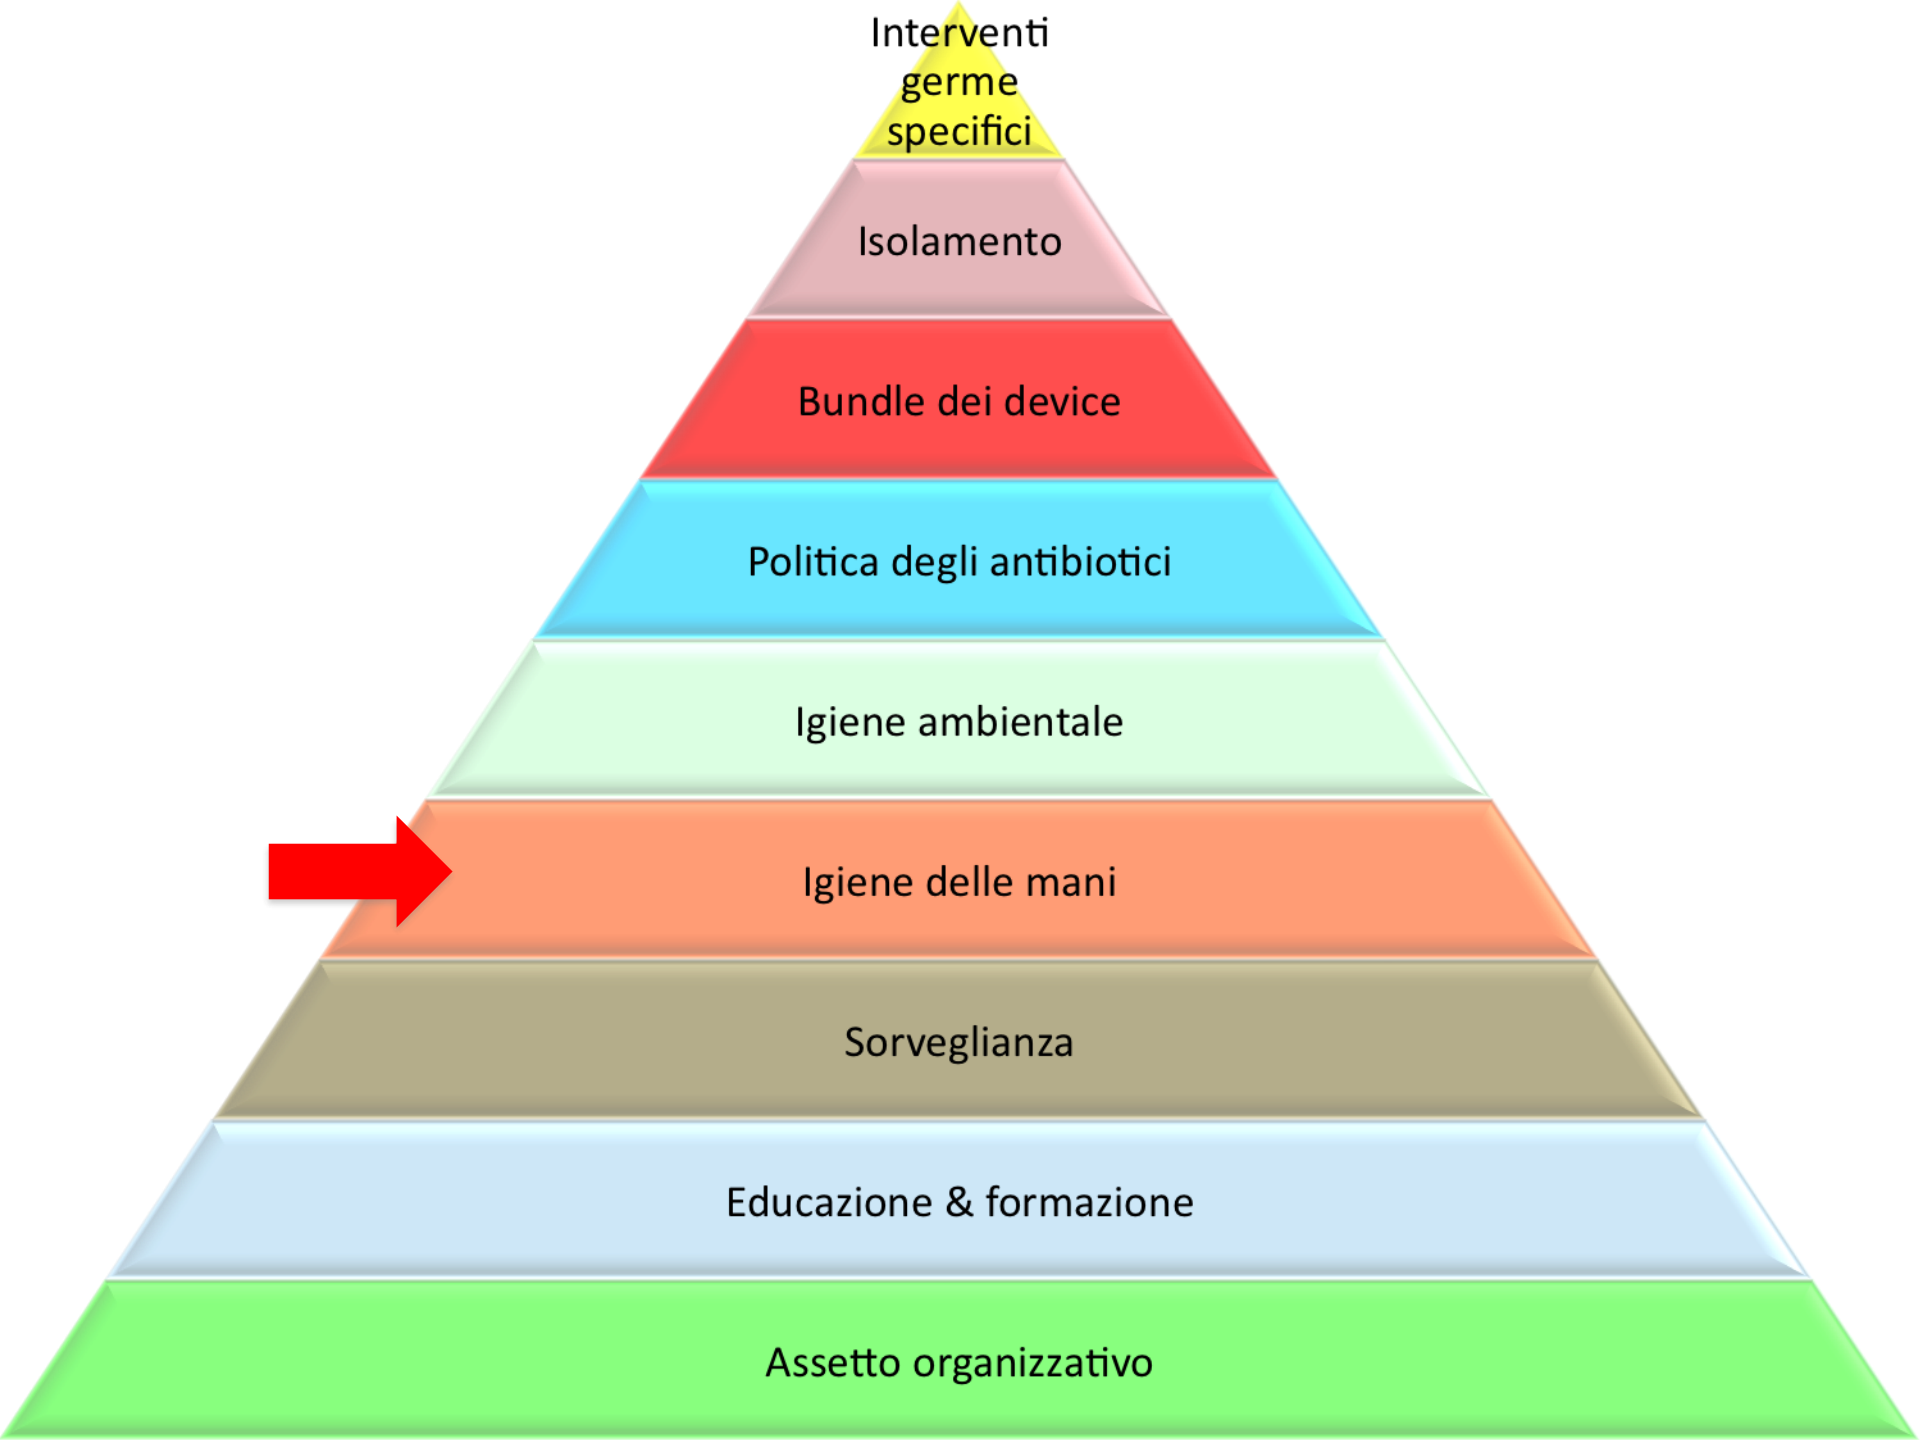 Interventi
germe
specifici
Isolamento
Bundle dei device
Politica degli antibiotici
Igiene ambientale
Igiene delle mani
Sorveglianza
Educazione & formazione
Assetto organizzativo